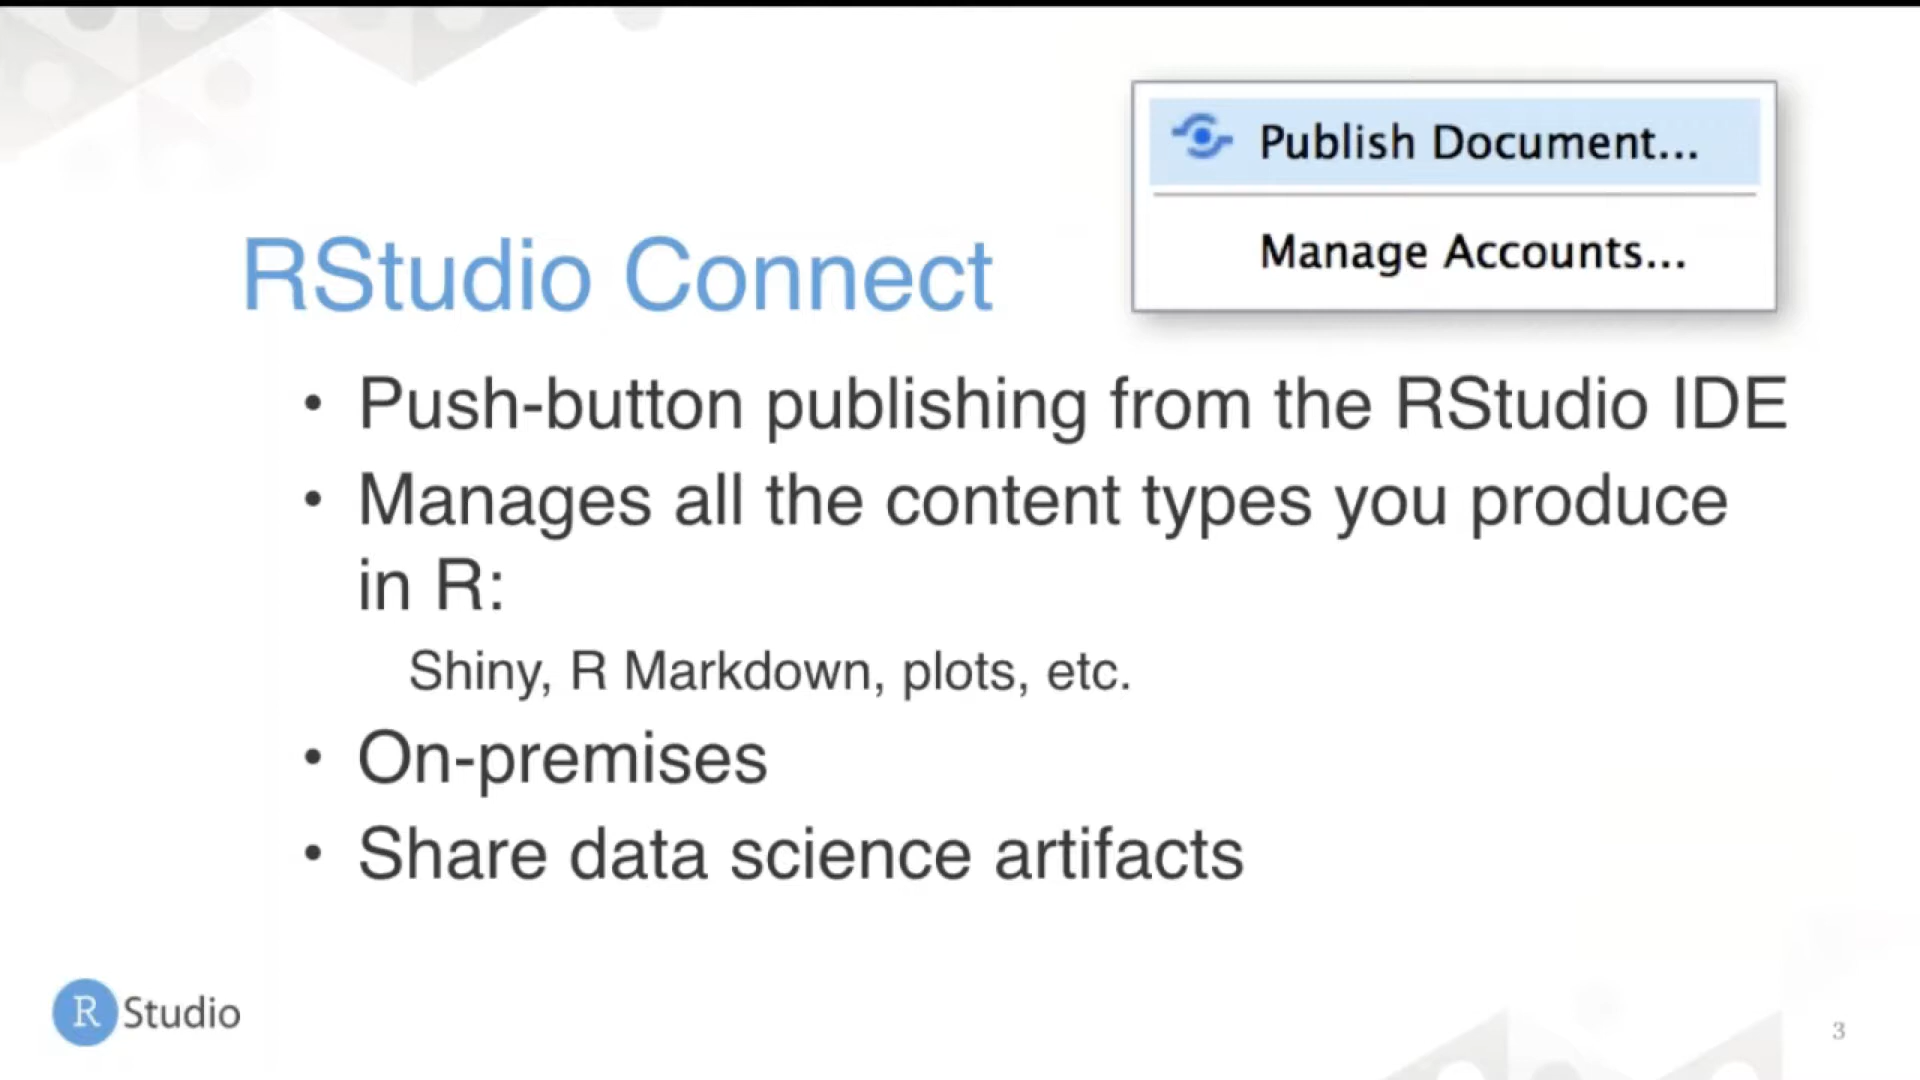 Publish Document...
Manage Accounts...
RStudio Connect
• Push-button publishing from the RStudio IDE
• Manages all the content types you produce
in R:
Shiny, R Markdown, plots, etc.
• On-premises
• Share data science artifacts
R Studio
3